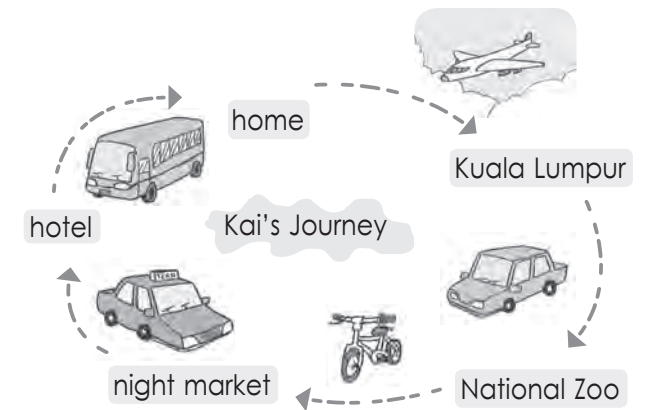 home
Kuala Lumpur
hotel
Kai's Journey
night market
National Zoo